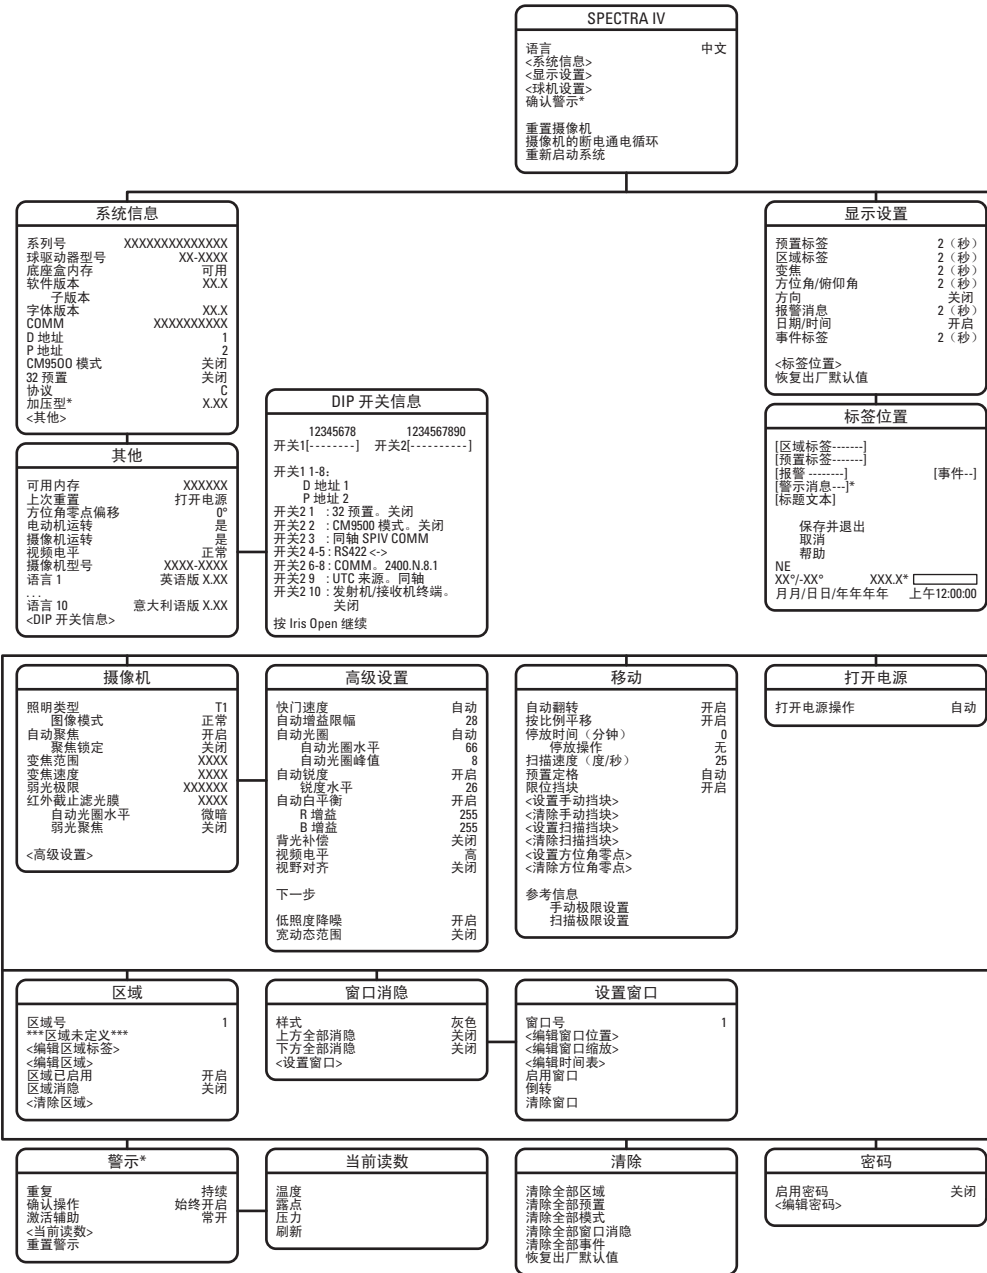 SPECTRA IV
语言 中文
<系统信息>
<显示设置>
<球机设置>
确认警示*
重置摄像机
摄像机的断电通电循环
重新启动系统
系统信息
系列号 XXXXXXXXXXXXXX
球驱动器型号 XX-XXXX
底座盒内存 可用
软件版本 XX.X
子版本
字体版本 XX.X
COMM XXXXXXXXXX
D 地址 1
P 地址 2
CM9500 模式 关闭
32 预置 关闭
协议 C
加压型* X.XX
<其他>
其他
可用内存 XXXXXX
上次重置 打开电源
方位角零点偏移 0°
电动机运转 是
摄像机运转 是
视频电平 正常
摄像机型号 XXXX-XXXX
语言 1 英语版 X.XX
. . .
语言 10 意大利语版 X.XX
<DIP 开关信息>
DIP 开关信息
12345678 1234567890
开关1[--------] 开关2[----------]
开关1 1-8：
D 地址 1
P 地址 2
开关2 1 : 32 预置。关闭
开关2 2 : CM9500 模式。关闭
开关2 3 : 同轴 SPIV COMM
开关2 4-5 : RS422 <->
开关2 6-8 : COMM。2400.N.8.1
开关2 9 : UTC 来源。同轴
开关2 10 : 发射机/接收机终端。
关闭
按 Iris Open 继续
显示设置
预置标签 2（秒）
区域标签 2（秒）
变焦 2（秒）
方位角/俯仰角 2（秒）
方向 关闭
报警消息 2（秒）
日期/时间 开启
事件标签 2（秒）
<标签位置>
恢复出厂默认值
标签位置
[区域标签-------]
[预置标签-------]
[报警 --------] [事件--]
[警示消息---]*
[标题文本]
保存并退出
取消
帮助
NE
XX°/-XX° XXX.X*
月月/日日/年年年年 上午12:00:00
摄像机
照明类型 T1
图像模式 正常
自动聚焦 开启
聚焦锁定 关闭
变焦范围 XXXX
变焦速度 XXXX
弱光极限 XXXXXX
红外截止滤光膜 XXXX
自动光圈水平 微暗
弱光聚焦 关闭
<高级设置>
高级设置
快门速度 自动
自动增益限幅 28
自动光圈 自动
自动光圈水平 66
自动光圈峰值 8
自动锐度 开启
锐度水平 26
自动白平衡 开启
R 增益 255
B 增益 255
背光补偿 关闭
视频电平 高
视野对齐 关闭
下一步
低照度降噪 开启
宽动态范围 关闭
移动
自动翻转 开启
按比例平移 开启
停放时间（分钟） 0
停放操作 无
扫描速度（度/秒） 25
预置定格 自动
限位挡块 开启
<设置手动挡块>
<清除手动挡块>
<设置扫描挡块>
<清除扫描挡块>
<设置方位角零点>
<清除方位角零点>
参考信息
手动极限设置
扫描极限设置
打开电源
打开电源操作 自动
区域
区域号 1
***区域未定义***
<编辑区域标签>
<编辑区域>
区域已启用 开启
区域消隐 关闭
<清除区域>
窗口消隐
样式 灰色
上方全部消隐 关闭
下方全部消隐 关闭
<设置窗口>
设置窗口
窗口号 1
<编辑窗口位置>
<编辑窗口缩放>
<编辑时间表>
启用窗口
倒转
清除窗口
警示*
重复 持续
确认操作 始终开启
激活辅助 常开
<当前读数>
重置警示
当前读数
温度
露点
压力
刷新
清除
清除全部区域
清除全部预置
清除全部模式
清除全部窗口消隐
清除全部事件
恢复出厂默认值
密码
启用密码 关闭
<编辑密码>